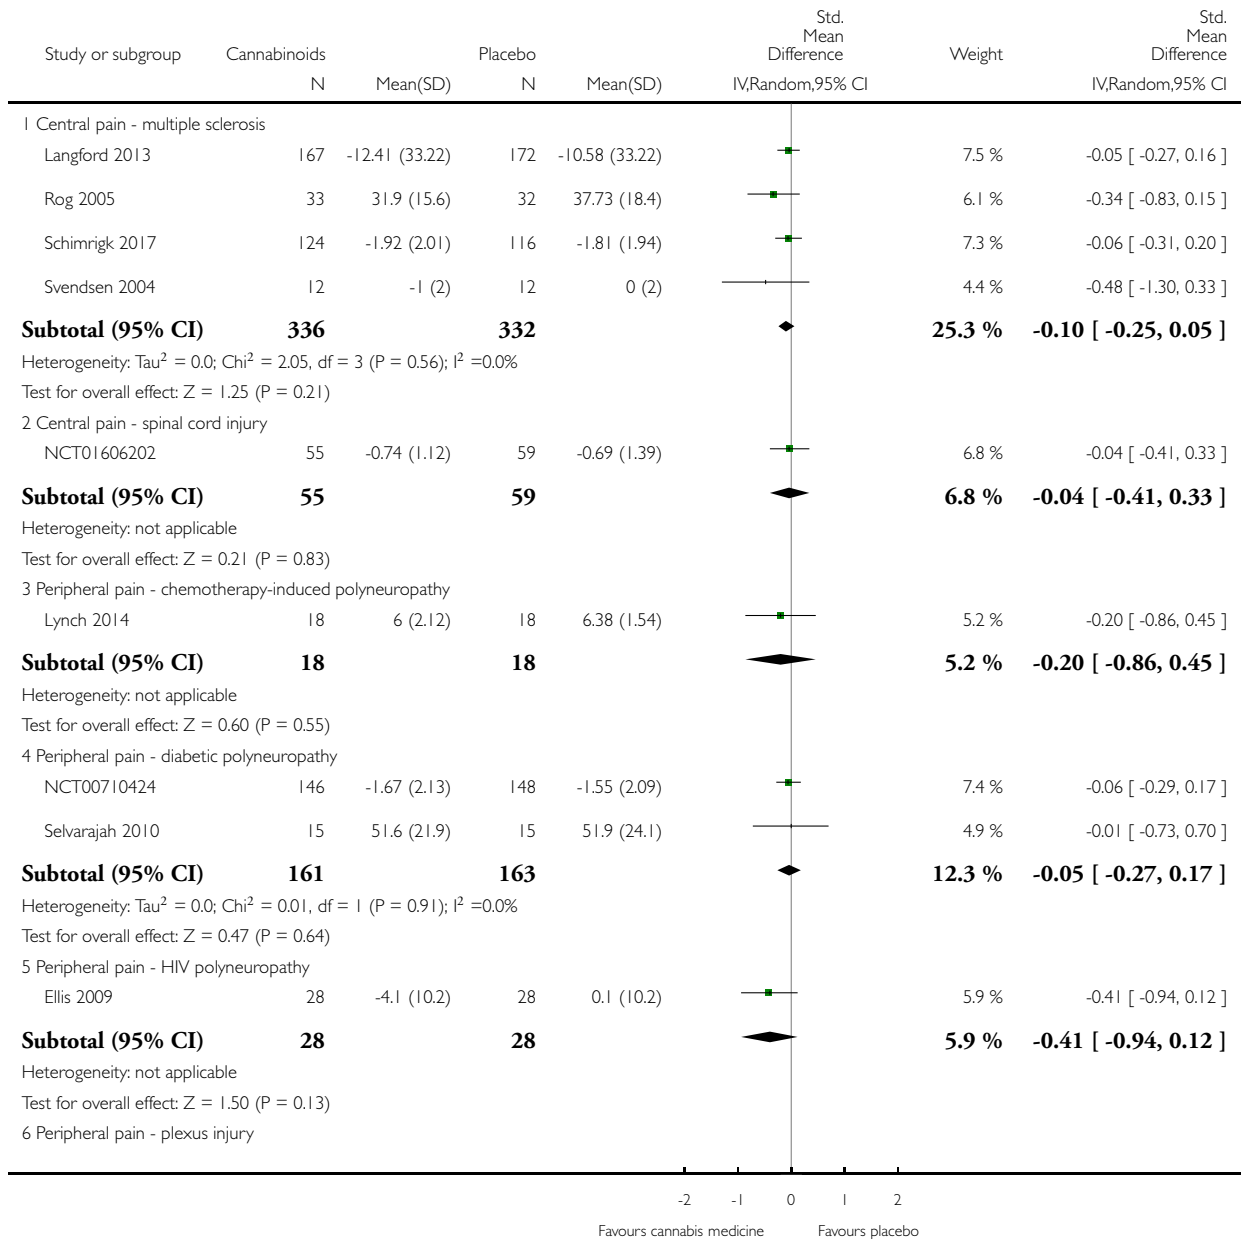 Std. Mean Difference Std. Mean Difference
Study or subgroup Cannabinoids Placebo Weight
N Mean(SD) N Mean(SD) IV,Random,95% CI IV,Random,95% CI
1 Central pain - multiple sclerosis
Langford 2013 167 -12.41 (33.22) 172 -10.58 (33.22) 7.5 % -0.05 [ -0.27, 0.16 ]
Rog 2005 33 31.9 (15.6) 32 37.73 (18.4) 6.1 % -0.34 [ -0.83, 0.15 ]
Schimrigk 2017 124 -1.92 (2.01) 116 -1.81 (1.94) 7.3 % -0.06 [ -0.31, 0.20 ]
Svendsen 2004 12 -1 (2) 12 0 (2) 4.4 % -0.48 [ -1.30, 0.33 ]
Subtotal (95% CI) 336 332 25.3 % -0.10 [ -0.25, 0.05 ]
Heterogeneity: Tau² = 0.0; Chi² = 2.05, df = 3 (P = 0.56); I² =0.0%
Test for overall effect: Z = 1.25 (P = 0.21)
2 Central pain - spinal cord injury
NCT01606202 55 -0.74 (1.12) 59 -0.69 (1.39) 6.8 % -0.04 [ -0.41, 0.33 ]
Subtotal (95% CI) 55 59 6.8 % -0.04 [ -0.41, 0.33 ]
Heterogeneity: not applicable
Test for overall effect: Z = 0.21 (P = 0.83)
3 Peripheral pain - chemotherapy-induced polyneuropathy
Lynch 2014 18 6 (2.12) 18 6.38 (1.54) 5.2 % -0.20 [ -0.86, 0.45 ]
Subtotal (95% CI) 18 18 5.2 % -0.20 [ -0.86, 0.45 ]
Heterogeneity: not applicable
Test for overall effect: Z = 0.60 (P = 0.55)
4 Peripheral pain - diabetic polyneuropathy
NCT00710424 146 -1.67 (2.13) 148 -1.55 (2.09) 7.4 % -0.06 [ -0.29, 0.17 ]
Selvarajah 2010 15 51.6 (21.9) 15 51.9 (24.1) 4.9 % -0.01 [ -0.73, 0.70 ]
Subtotal (95% CI) 161 163 12.3 % -0.05 [ -0.27, 0.17 ]
Heterogeneity: Tau² = 0.0; Chi² = 0.01, df = 1 (P = 0.91); I² =0.0%
Test for overall effect: Z = 0.47 (P = 0.64)
5 Peripheral pain - HIV polyneuropathy
Ellis 2009 28 -4.1 (10.2) 28 0.1 (10.2) 5.9 % -0.41 [ -0.94, 0.12 ]
Subtotal (95% CI) 28 28 5.9 % -0.41 [ -0.94, 0.12 ]
Heterogeneity: not applicable
Test for overall effect: Z = 1.50 (P = 0.13)
6 Peripheral pain - plexus injury
-2 -1 0 1 2
Favours cannabis medicine Favours placebo